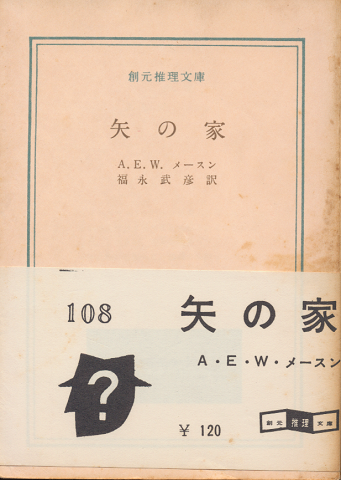 創元推理文庫
矢の家
A. E. W. メースン
福永武彦訳
108
矢の家
A・E・W・メースン
?
¥ 120
創元推理文庫